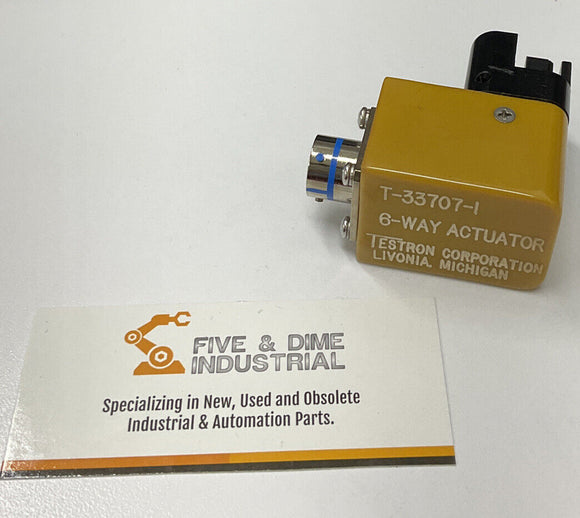 T-33707-1
6-WAY ACTUATOR
TESTRON CORPORATION
LIVONIA, MICHIGAN
FIVE & DIME
INDUSTRIAL
Specializing in New, Used and Obsolete
Industrial & Automation Parts.